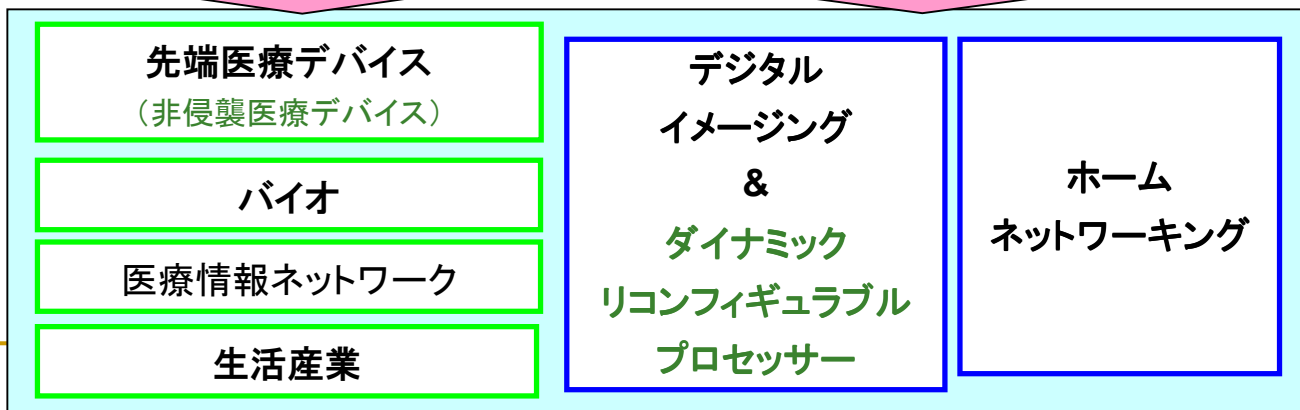 先端医療デバイス
（非侵襲医療デバイス）
バイオ
医療情報ネットワーク
生活産業
デジタル
イメージング
&
ダイナミック
リコンフィギュラブル
プロセッサー
ホーム
ネットワーキング